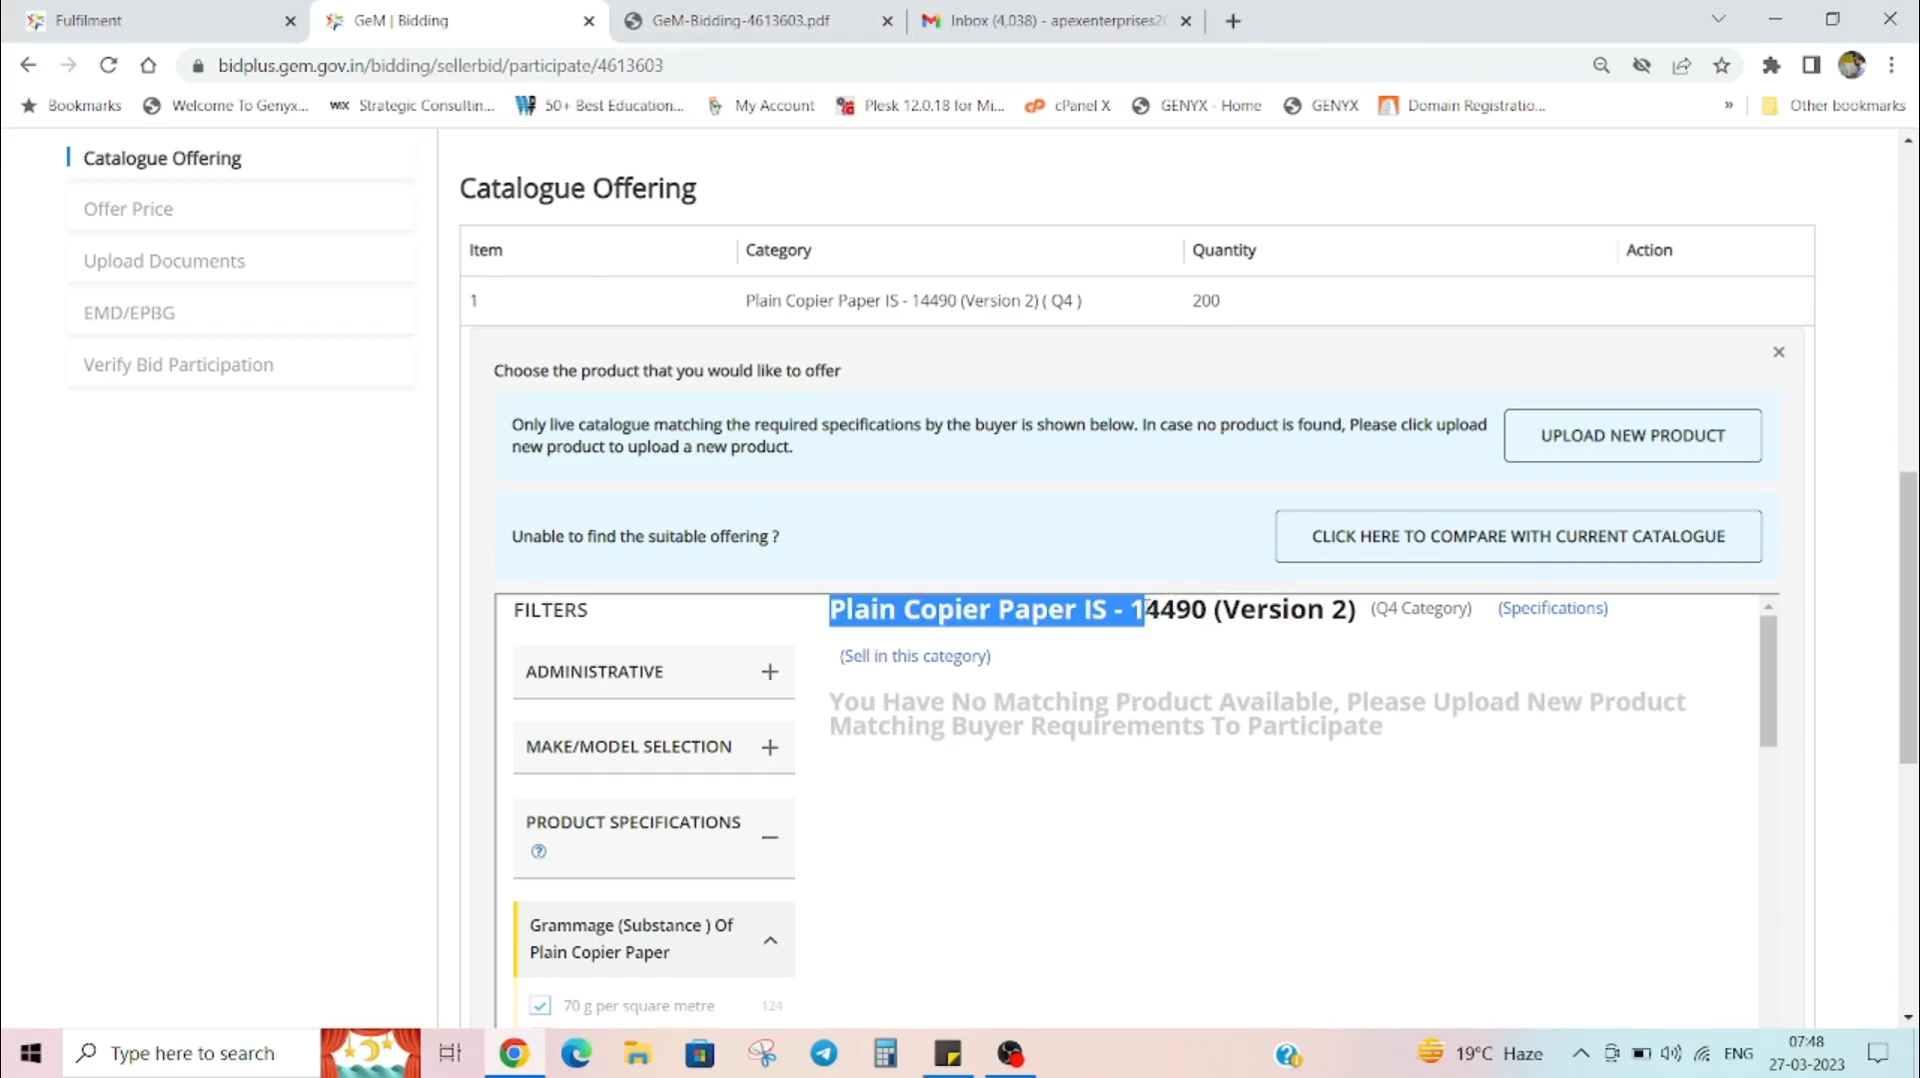 Fulfilment
GeM | Bidding
GeM-Bidding-4613603.pdf
Inbox (4,038) - apexenterprises20
bidplus.gem.gov.in/bidding/sellerbid/participate/4613603
Bookmarks
Welcome To Genyx...
WIX Strategic Consultin...
50+ Best Education...
My Account
Plesk 12.0.18 for Mi...
cP cPanel X
GENYX - Home
GENYX
Domain Registratio...
»
Other bookmarks
Catalogue Offering
Offer Price
Upload Documents
EMD/EPBG
Verify Bid Participation
Catalogue Offering
Item Category Quantity Action
1 Plain Copier Paper IS - 14490 (Version 2) ( Q4 ) 200
Choose the product that you would like to offer
Only live catalogue matching the required specifications by the buyer is shown below. In case no product is found, Please click upload
new product to upload a new product.
UPLOAD NEW PRODUCT
Unable to find the suitable offering ?
CLICK HERE TO COMPARE WITH CURRENT CATALOGUE
FILTERS
ADMINISTRATIVE
MAKE/MODEL SELECTION
PRODUCT SPECIFICATIONS
Grammage (Substance ) Of
Plain Copier Paper
70 g per square metre 124
Plain Copier Paper IS - 14490 (Version 2) (Q4 Category) (Specifications)
(Sell in this category)
You Have No Matching Product Available, Please Upload New Product
Matching Buyer Requirements To Participate
Type here to search
19°C Haze
ENG
07:48
27-03-2023